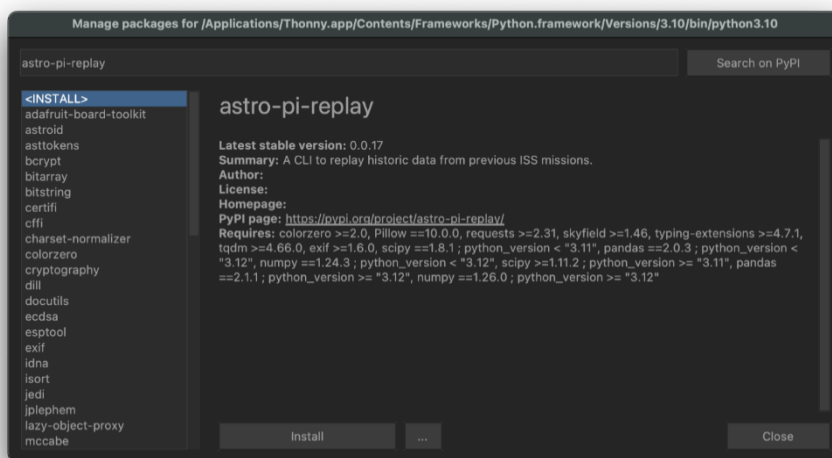 Manage packages for /Applications/Thonny.app/Contents/Frameworks/Python.framework/Versions/3.10/bin/python3.10
astro-pi-replay
Search on PyPI
<INSTALL>
adafruit-board-toolkit
astroid
asttokens
bcrypt
bitarray
bitstring
certifi
cffi
charset-normalizer
colorzero
cryptography
dill
docutils
ecdsa
esptool
exif
idna
isort
jedi
jplephem
lazy-object-proxy
mccabe
astro-pi-replay
Latest stable version: 0.0.17
Summary: A CLI to replay historic data from previous ISS missions.
Author:
License:
Homepage:
PyPI page: https://pypi.org/project/astro-pi-replay/
Requires: colorzero >=2.0, Pillow ==10.0.0, requests >=2.31, skyfield >=1.46, typing-extensions >=4.7.1,
tqdm >=4.66.0, exif >=1.6.0, scipy ==1.8.1 ; python_version < "3.11", pandas ==2.0.3 ; python_version <
"3.12", numpy ==1.24.3 ; python_version < "3.12", scipy >=1.11.2 ; python_version >= "3.11", pandas
==2.1.1 ; python_version >= "3.12", numpy ==1.26.0 ; python_version >= "3.12"
Install
...
Close